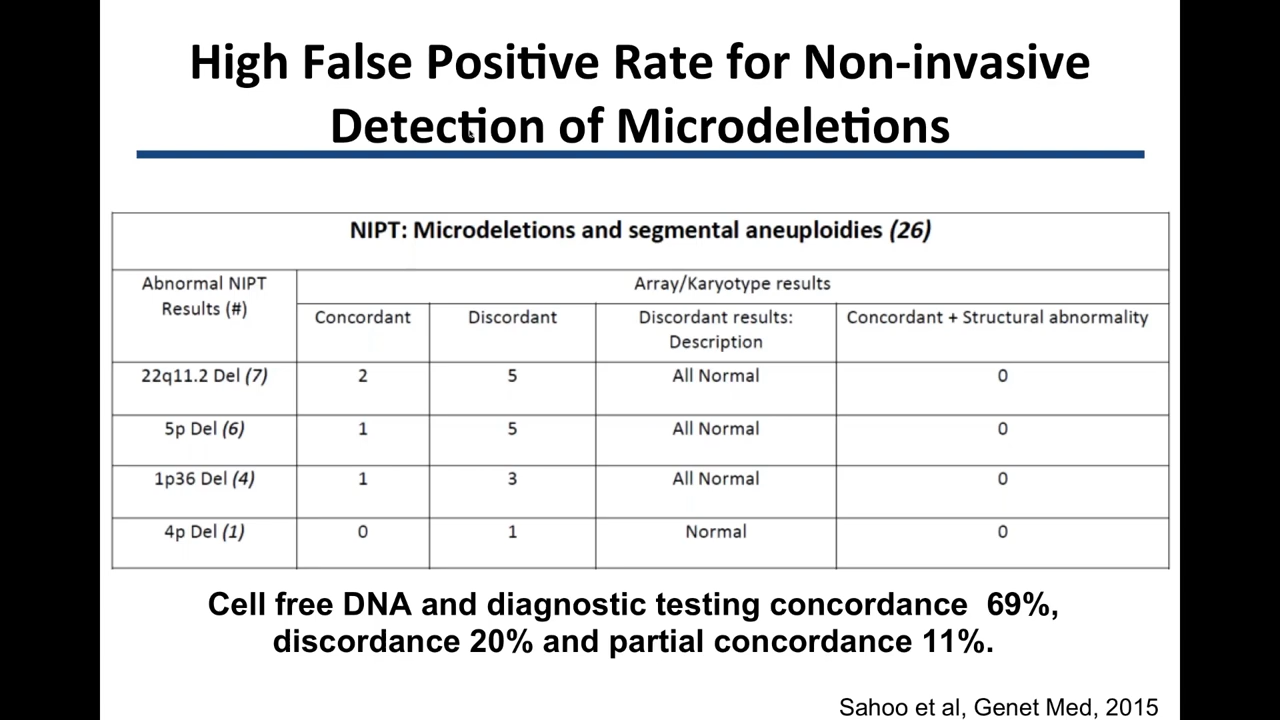 High False Positive Rate for Non-invasive
Detection of Microdeletions
NIPT: Microdeletions and segmental aneuploidies (26)
Abnormal NIPT
Results (#)
Array/Karyotype results
Concordant
Discordant
Discordant results:
Description
Concordant + Structural abnormality
22q11.2 Del (7)
2
5
All Normal
0
5p Del (6)
1
5
All Normal
0
1p36 Del (4)
1
3
All Normal
0
4p Del (1)
0
1
Normal
0
Cell free DNA and diagnostic testing concordance 69%,
discordance 20% and partial concordance 11%.
Sahoo et al, Genet Med, 2015